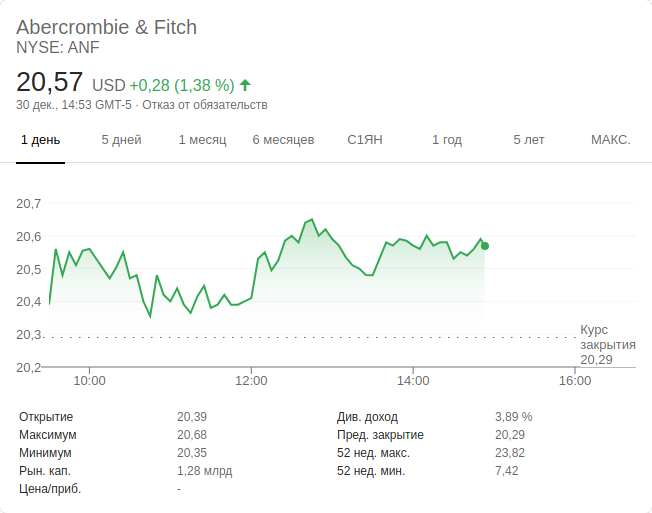 Abercrombie & Fitch
NYSE: ANF
20,57 USD +0,28 (1,38 %)
30 дек., 14:53 GMT-5 · Отказ от обязательств
1 день 5 дней 1 месяц 6 месяцев С1ЯН 1 год 5 лет МАКС.
20,7
20,6
20,5
20,4
20,3
20,2
Курс
закрытия
20,29
10:00 12:00 14:00 16:00
Открытие 20,39 Див. доход 3,89 %
Максимум 20,68 Пред. закрытие 20,29
Минимум 20,35 52 нед. макс. 23,82
Рын. кап. 1,28 млрд 52 нед. мин. 7,42
Цена/приб. -